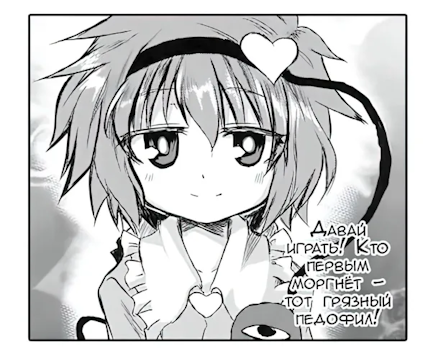 Давай
играть! Кто
первым
моргнёт –
тот грязный
педофил!